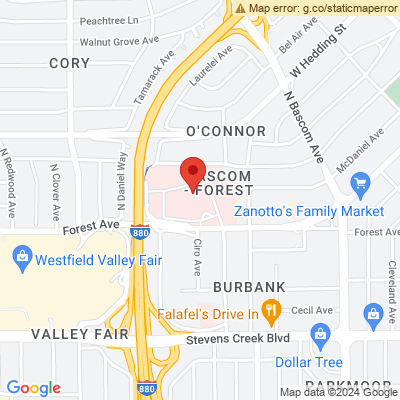 Map error: g.co/staticmaperror
Peachtree Ln
Walnut Grove Ave
Bel Air Ave
W Hedding St
CORY
Laurelei Ave
Tamarack Ave
N Bascom Ave
O'CONNOR
McDaniel Ave
N Redwood Ave
N Clover Ave
N Daniel Way
BASCOM
- FOREST
Zanotto's Family Market
Forest Ave
880
Forest Ave
Ciro Ave
Westfield Valley Fair
Cleveland Ave
BURBANK
Cecil Ave
Falafel's Drive In
VALLEY FAIR
Stevens Creek Blvd
Dollar Tree
880
PARKMOOR
Google
Map data ©2024 Google